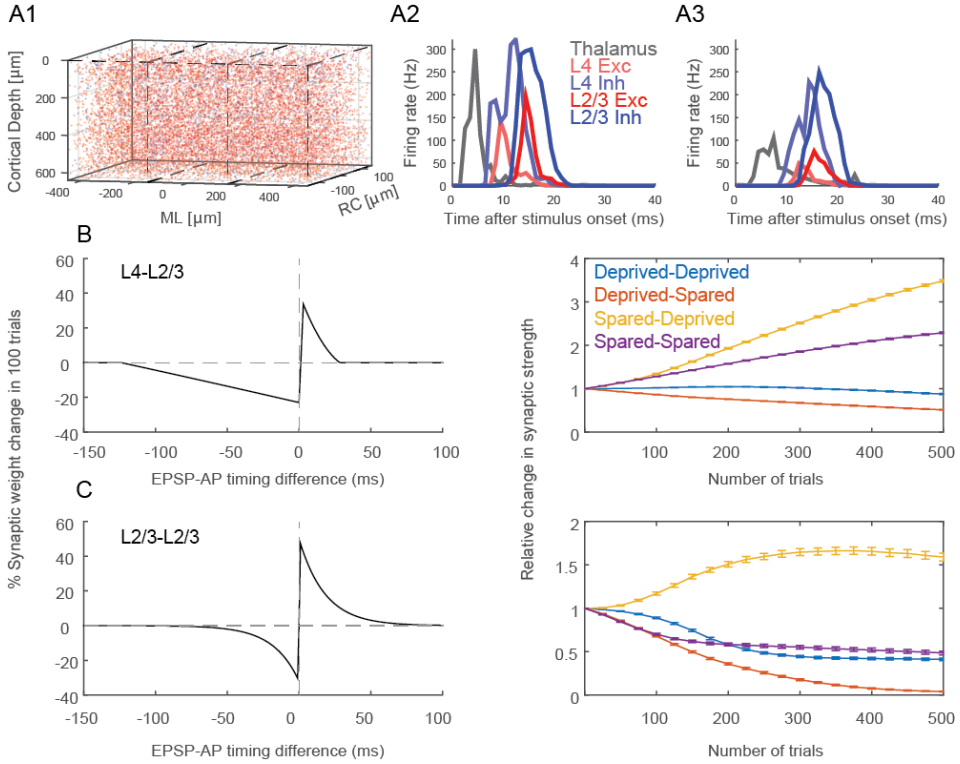 A1
Cortical Depth [µm]
0
200
400
600
-400
-200
0
200
400
ML [µm]
-100
0
100
RC [µm]
A2
Firing rate (Hz)
300
250
200
150
100
50
0
0
10
20
30
40
Time after stimulus onset (ms)
Thalamus
L4 Exc
L4 Inh
L2/3 Exc
L2/3 Inh
A3
Firing rate (Hz)
300
250
200
150
100
50
0
0
10
20
30
40
Time after stimulus onset (ms)
B
L4-L2/3
60
40
20
0
-20
-40
-150
-100
-50
0
50
100
EPSP-AP timing difference (ms)
% Synaptic weight change in 100 trials
Deprived-Deprived
Deprived-Spared
Spared-Deprived
Spared-Spared
4
3
2
1
0
100
200
300
400
500
Number of trials
Relative change in synaptic strength
C
L2/3-L2/3
60
40
20
0
-20
-40
-150
-100
-50
0
50
100
EPSP-AP timing difference (ms)
2
1.5
1
0.5
0
100
200
300
400
500
Number of trials